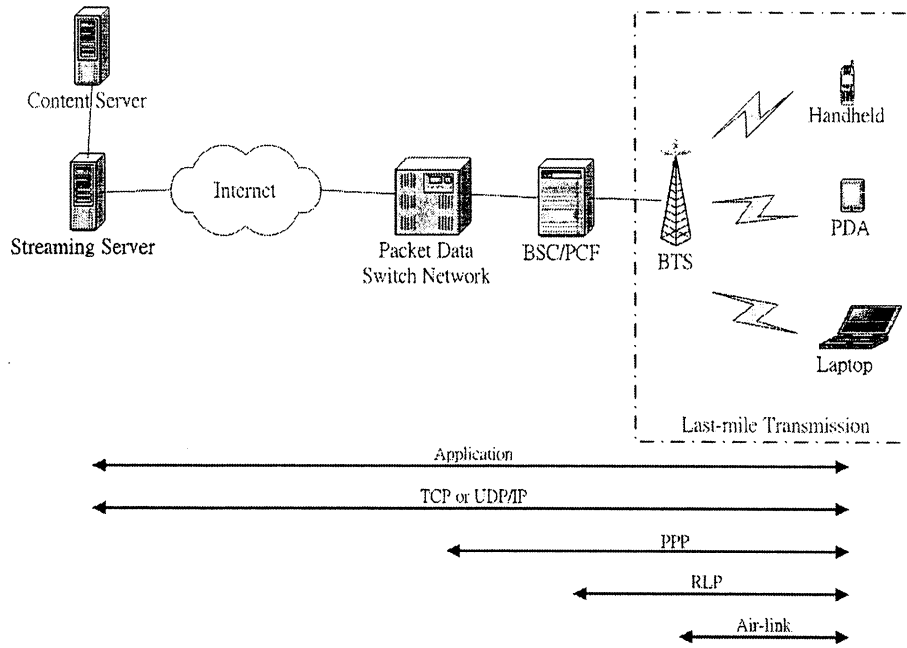 Content Server
Handheld
Internet
Streaming Server
Packet Data
Switch Network
BSC/PCF
BTS
PDA
Laptop
Last-mile Transmission
Application
TCP or UDP/IP
PPP
RLP
Air-link